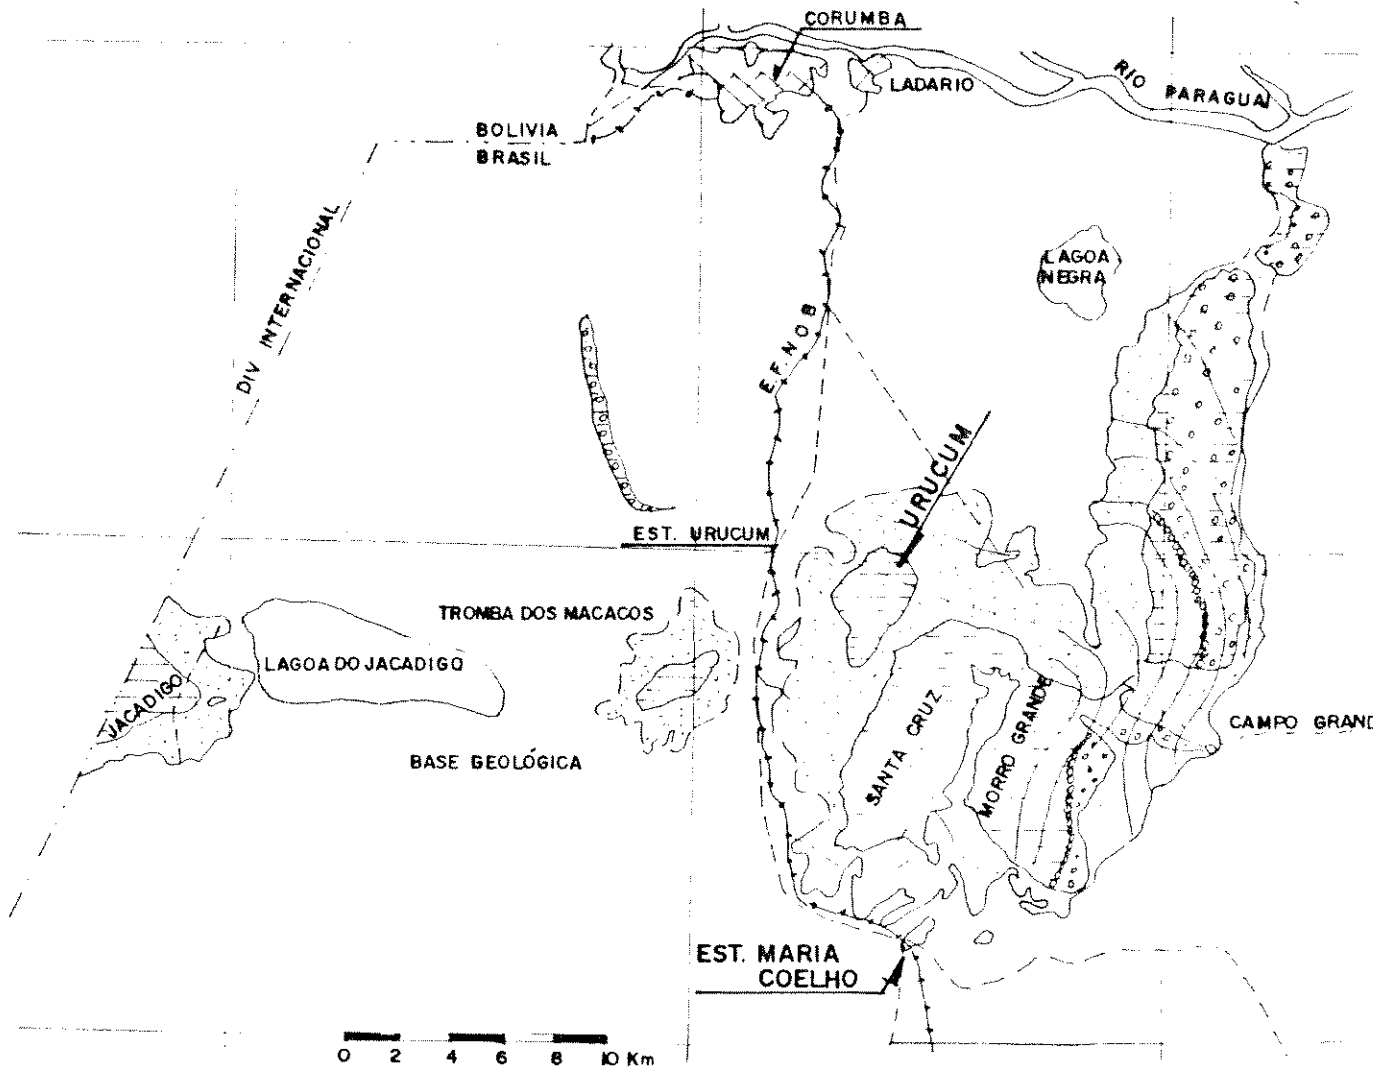 CORUMBA
LADARIO
RIO PARAGUAI
BOLIVIA
BRASIL
DIV INTERNACIONAL
LAGOA
NEGRA
E.F.NOB
URUCUM
EST. URUCUM
TROMBA DOS MACACOS
LAGOA DO JACADIGO
JACADIGO
BASE GEOLÓGICA
SANTA CRUZ
MORRO GRANDE
CAMPO GRAND
EST. MARIA
COELHO
0 2 4 6 8 10 Km